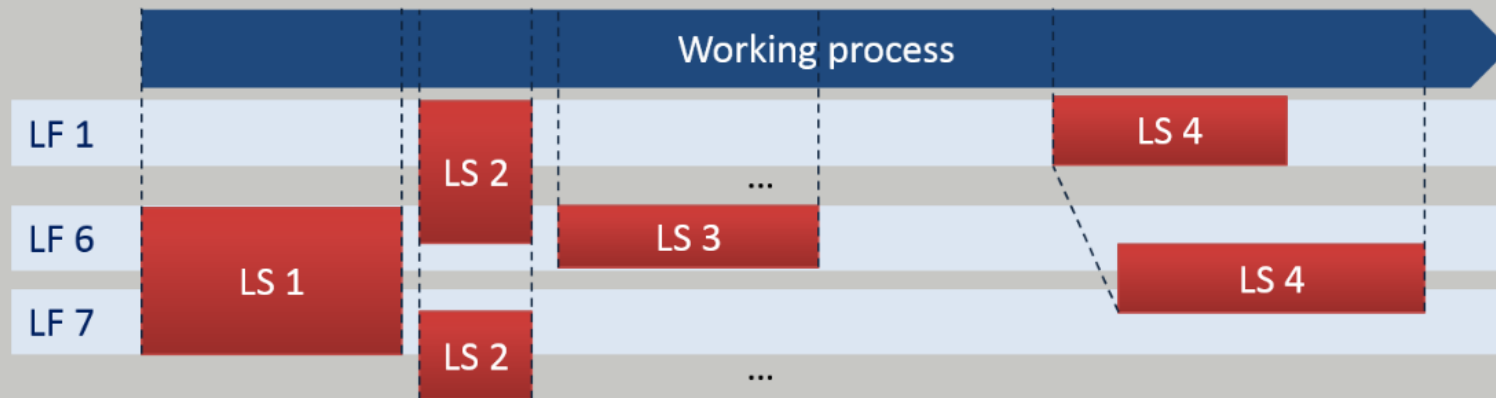 Working process
LF 1
LS 2
LS 4
...
LF 6
LS 1
LS 3
LS 4
LF 7
LS 2
...